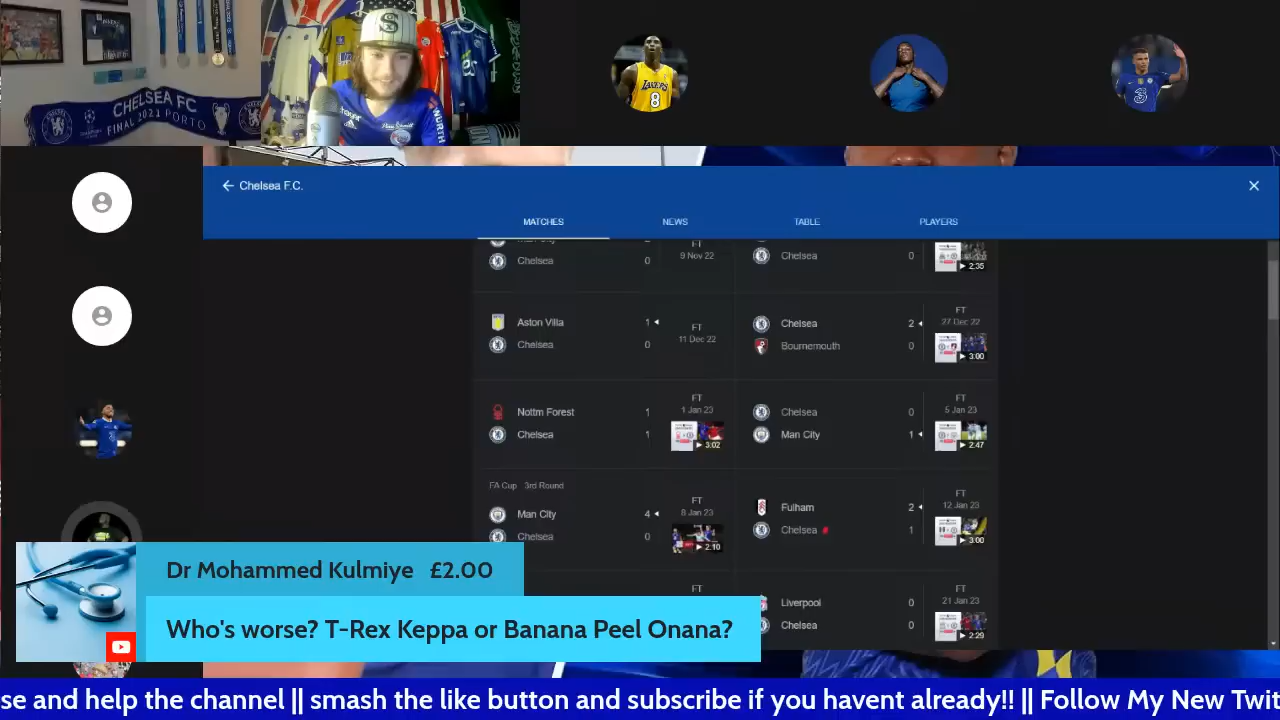 CHELSEA FC
FINAL 2021 PORTO
LAKERS
8
S
3
Chelsea F.C.
MATCHES
NEWS
TABLE
PLAYERS
Chelsea 0
FT
9 Nov 22
Chelsea 0
2:35
Aston Villa 1
Chelsea 0
FT
11 Dec 22
Chelsea 2
Bournemouth 0
FT
27 Dec 22
3:00
Nottm Forest 1
Chelsea 1
FT
1 Jan 23
3:02
Chelsea 0
Man City 1
FT
5 Jan 23
2:47
FA Cup 3rd Round
Man City 4
Chelsea 0
FT
8 Jan 23
2:10
Fulham 2
Chelsea 1
FT
12 Jan 23
3:00
FT
Liverpool 0
Chelsea 0
FT
21 Jan 23
2:29
Dr Mohammed Kulmiye £2.00
Who's worse? T-Rex Keppa or Banana Peel Onana?
se and help the channel || smash the like button and subscribe if you havent already!! || Follow My New Twit